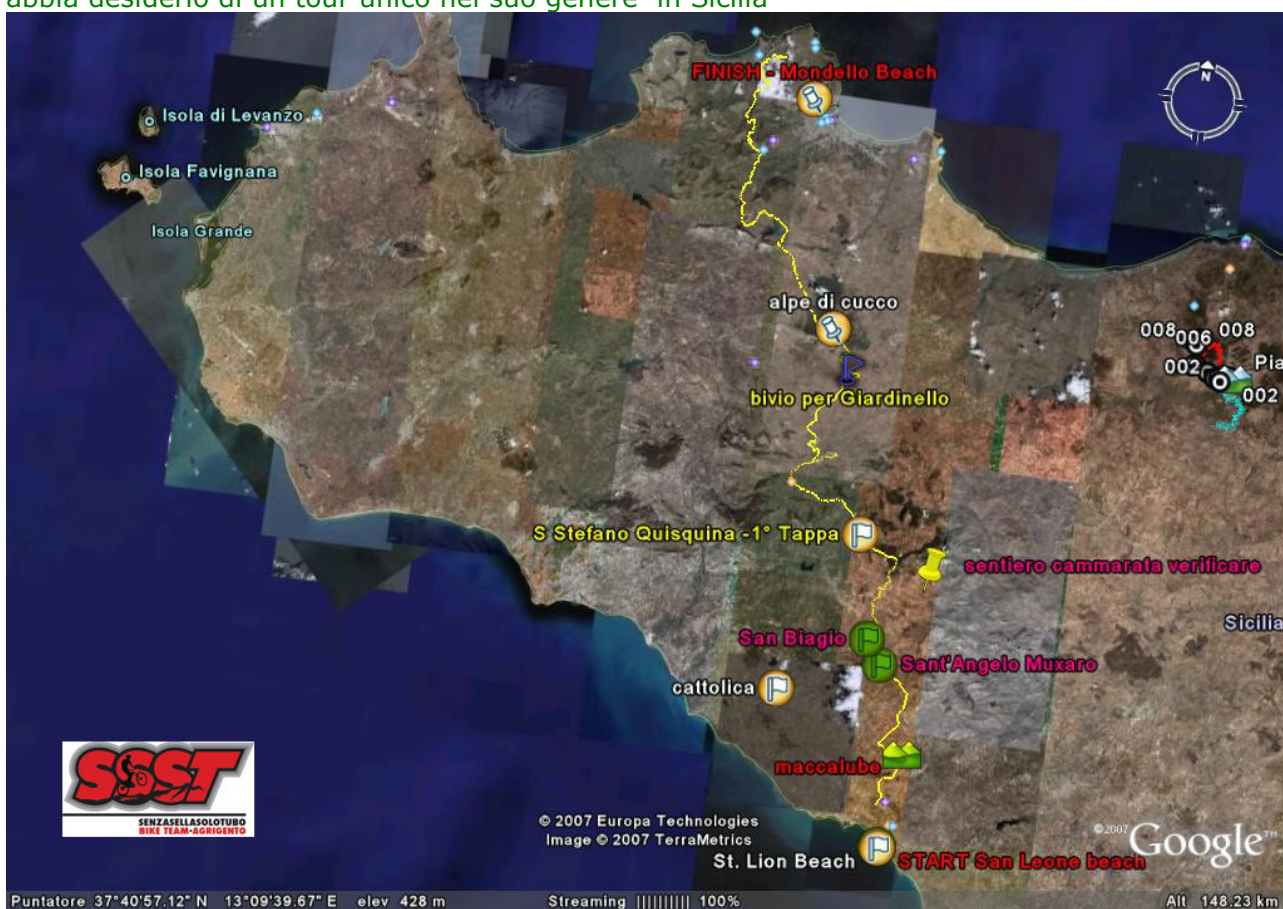 abbia desiderio di un tour unico nel suo genere in Sicilia
FINISH - Mondello Beach
N
Isola di Levanzo
Isola Favignana
Isola Grande
alpe di cucco
008 006 008
002 Pia
002
bivio per Giardinello
S Stefano Quisquina -1° Tappa
sentiero cammarata verificare
Sicilia
San Biagio
Sant'Angelo Muxaro
cattolica
maccalube
SSST
SENZASELLASOLOTUBO
BIKE TEAM-AGRIGENTO
© 2007 Europa Technologies
Image © 2007 TerraMetrics
©2007 Google™
St. Lion Beach START San Leone beach
Puntatore 37°40'57.12" N 13°09'39.67" E elev 428 m Streaming ||||||||| 100% Alt 148.23 km